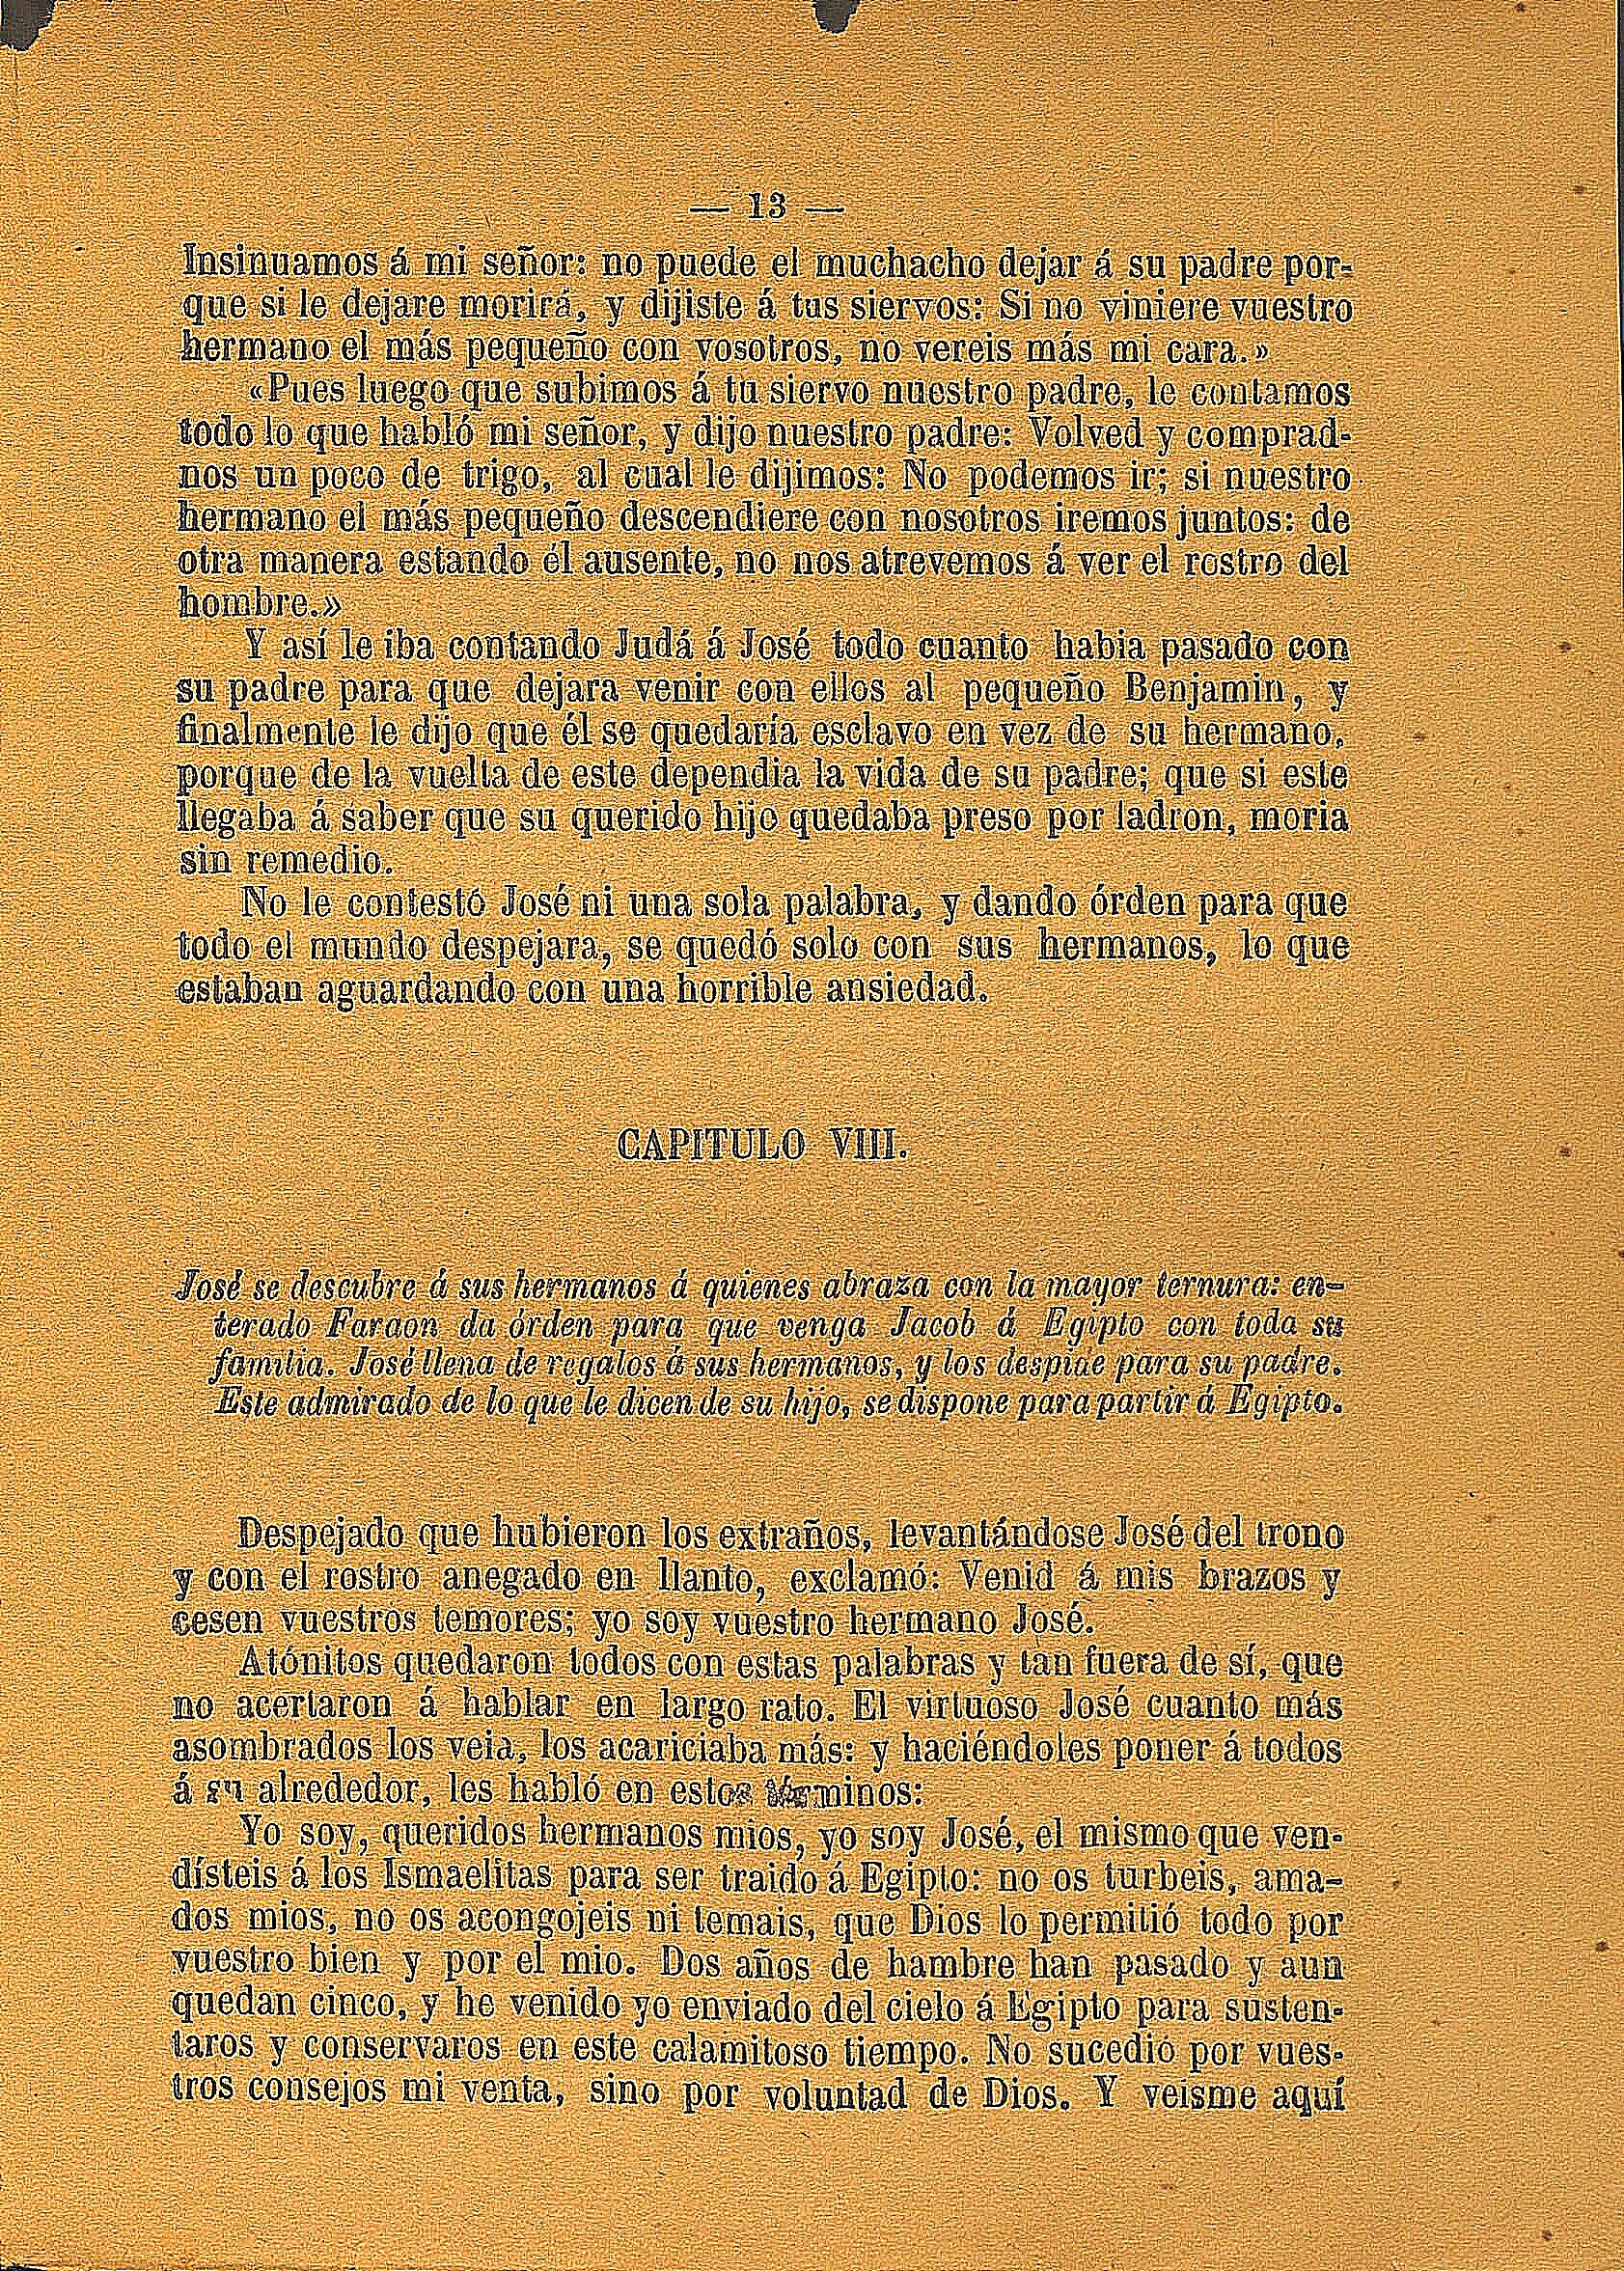 — 13 —
Insinuamos á mi señor: no puede el muchacho dejar á su padre por-
que si le dejare morirá, y dijiste á tus siervos: Si no viniere vuestro
hermano el más pequeño con vosotros, no vereis más mi cara.»
«Pues luego que subimos á tu siervo nuestro padre, le contamos
todo lo que habló mi señor, y dijo nuestro padre: Volved y comprad-
nos un poco de trigo, al cual le dijimos: No podemos ir; si nuestro
hermano el más pequeño descendiere con nosotros iremos juntos: de
otra manera estando él ausente, no nos atrevemos á ver el rostro del
hombre.»
Y así le iba contando Judá á José todo cuanto habia pasado con
su padre para que dejara venir con ellos al pequeño Benjamin, y
finalmente le dijo que él se quedaría esclavo en vez de su hermano,
porque de la vuelta de este dependia la vida de su padre; que si este
llegaba á saber que su querido hijo quedaba preso por ladron, moria
sin remedio.
No le contestó José ni una sola palabra, y dando órden para que
todo el mundo despejara, se quedó solo con sus hermanos, lo que
estaban aguardando con una horrible ansiedad.
CAPITULO VIII.
José se descubre á sus hermanos á quienes abraza con la mayor ternura: en-
terado Faraon da órden para que venga Jacob á Egipto con toda su
familia. José llena de regalos á sus hermanos, y los despide para su padre.
Este admirado de lo que le dicen de su hijo, se dispone para partir á Egipto.
Despejado que hubieron los extraños, levantándose José del trono
y con el rostro anegado en llanto, exclamó: Venid á mis brazos y
cesen vuestros temores; yo soy vuestro hermano José.
Atónitos quedaron todos con estas palabras y tan fuera de sí, que
no acertaron á hablar en largo rato. El virtuoso José cuanto más
asombrados los veia, los acariciaba más: y haciéndoles poner á todos
á su alrededor, les habló en estos términos:
Yo soy, queridos hermanos mios, yo soy José, el mismo que ven-
dísteis á los Ismaelitas para ser traido á Egipto: no os turbeis, ama-
dos mios, no os acongojeis ni temais, que Dios lo permitió todo por
vuestro bien y por el mio. Dos años de hambre han pasado y aun
quedan cinco, y he venido yo enviado del cielo á Egipto para susten-
taros y conservaros en este calamitoso tiempo. No sucedió por vues-
tros consejos mi venta, sino por voluntad de Dios. Y veisme aquí